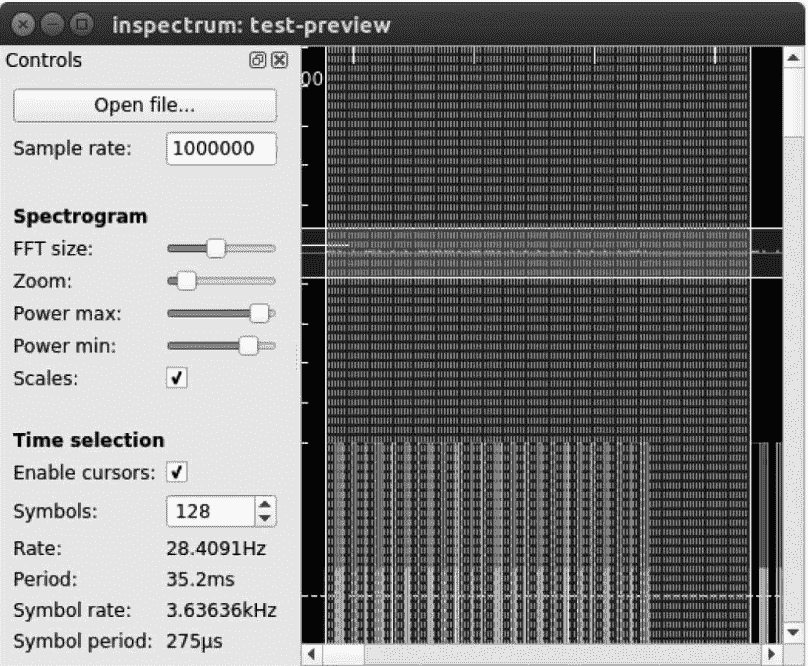 inspectrum: test-preview
Controls
Open file...
Sample rate: 1000000
Spectrogram
FFT size:
Zoom:
Power max:
Power min:
Scales:
Time selection
Enable cursors:
Symbols: 128
Rate: 28.4091Hz
Period: 35.2ms
Symbol rate: 3.63636kHz
Symbol period: 275µs
00